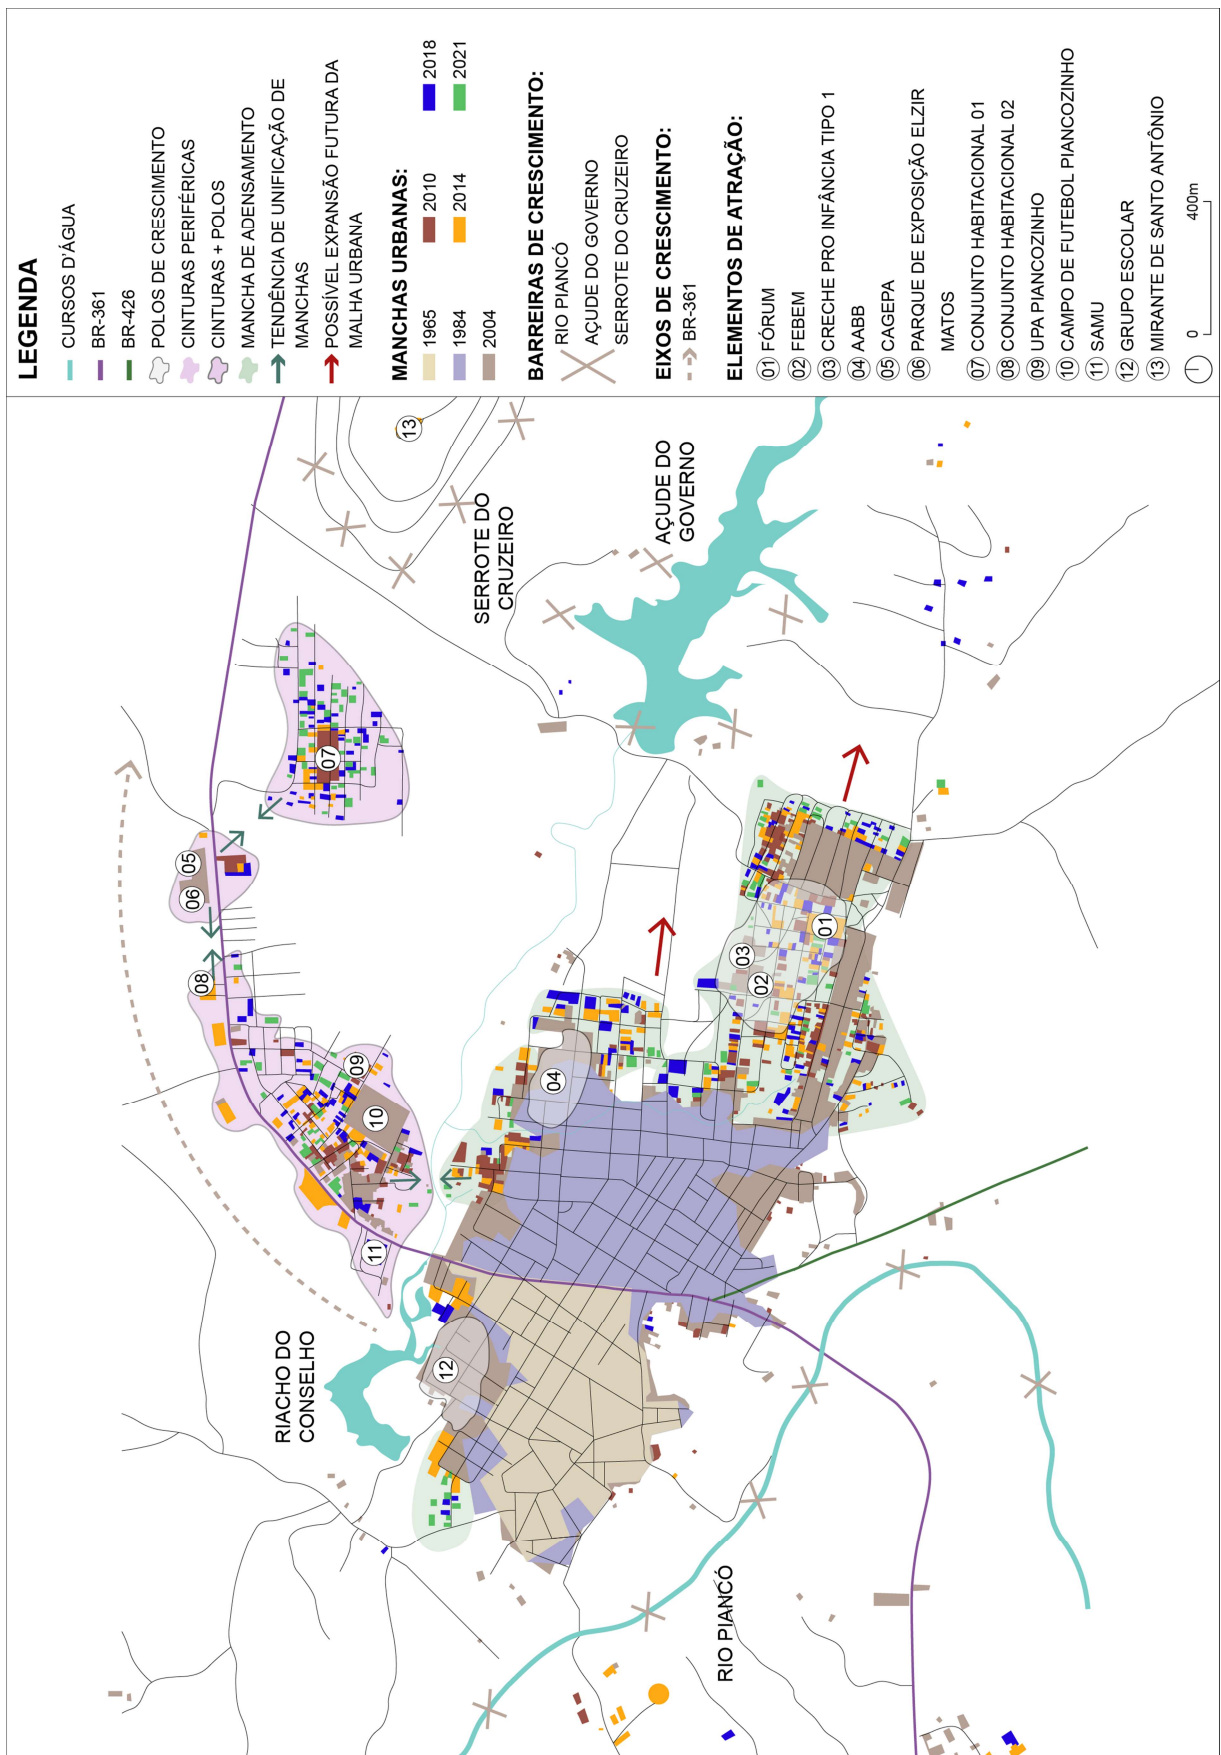 LEGENDA
CURSOS D'ÁGUA
BR-361
BR-426
POLOS DE CRESCIMENTO
CINTURAS PERIFÉRICAS
CINTURAS + POLOS
MANCHA DE ADENSAMENTO
TENDÊNCIA DE UNIFICAÇÃO DE
MANCHAS
POSSÍVEL EXPANSÃO FUTURA DA
MALHA URBANA
MANCHAS URBANAS:
1965
2010
2018
1984
2014
2021
2004
BARREIRAS DE CRESCIMENTO:
RIO PIANCÓ
AÇUDE DO GOVERNO
SERROTE DO CRUZEIRO
EIXOS DE CRESCIMENTO:
BR-361
ELEMENTOS DE ATRAÇÃO:
01 FÓRUM
02 FEBEM
03 CRECHE PRO INFÂNCIA TIPO 1
04 AABB
05 CAGEPA
06 PARQUE DE EXPOSIÇÃO ELZIR
MATOS
07 CONJUNTO HABITACIONAL 01
08 CONJUNTO HABITACIONAL 02
09 UPA PIANCOZINHO
10 CAMPO DE FUTEBOL PIANCOZINHO
11 SAMU
12 GRUPO ESCOLAR
13 MIRANTE DE SANTO ANTÔNIO
0
400m
RIACHO DO
CONSELHO
SERROTE DO
CRUZEIRO
AÇUDE DO
GOVERNO
RIO PIANCÓ
05
06
07
08
09
10
11
12
13
04
03
02
01